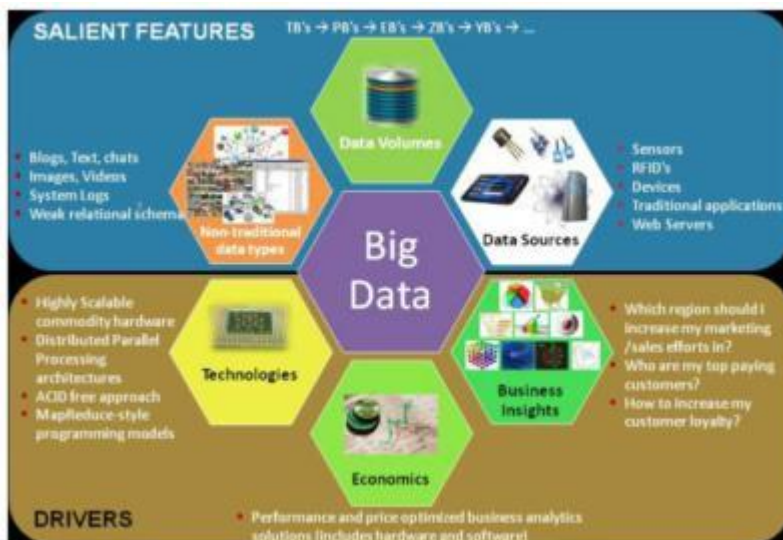 SALIENT FEATURES
TB's → PB's → EB's → ZB's → YB's → ...
Data Volumes
Blogs, Text, chats
Images, Videos
System Logs
Weak relational schema
Non-traditional
data types
Sensors
RFID's
Devices
Traditional applications
Web Servers
Data Sources
Big
Data
Highly Scalable
commodity hardware
Distributed Parallel
Processing
architectures
ACID free approach
MapReduce-style
programming models
Technologies
Business
Insights
Which region should I
increase my marketing
/sales efforts in?
Who are my top paying
customers?
How to increase my
customer loyalty?
Economics
DRIVERS
Performance and price optimized business analytics
solutions (includes hardware and software)